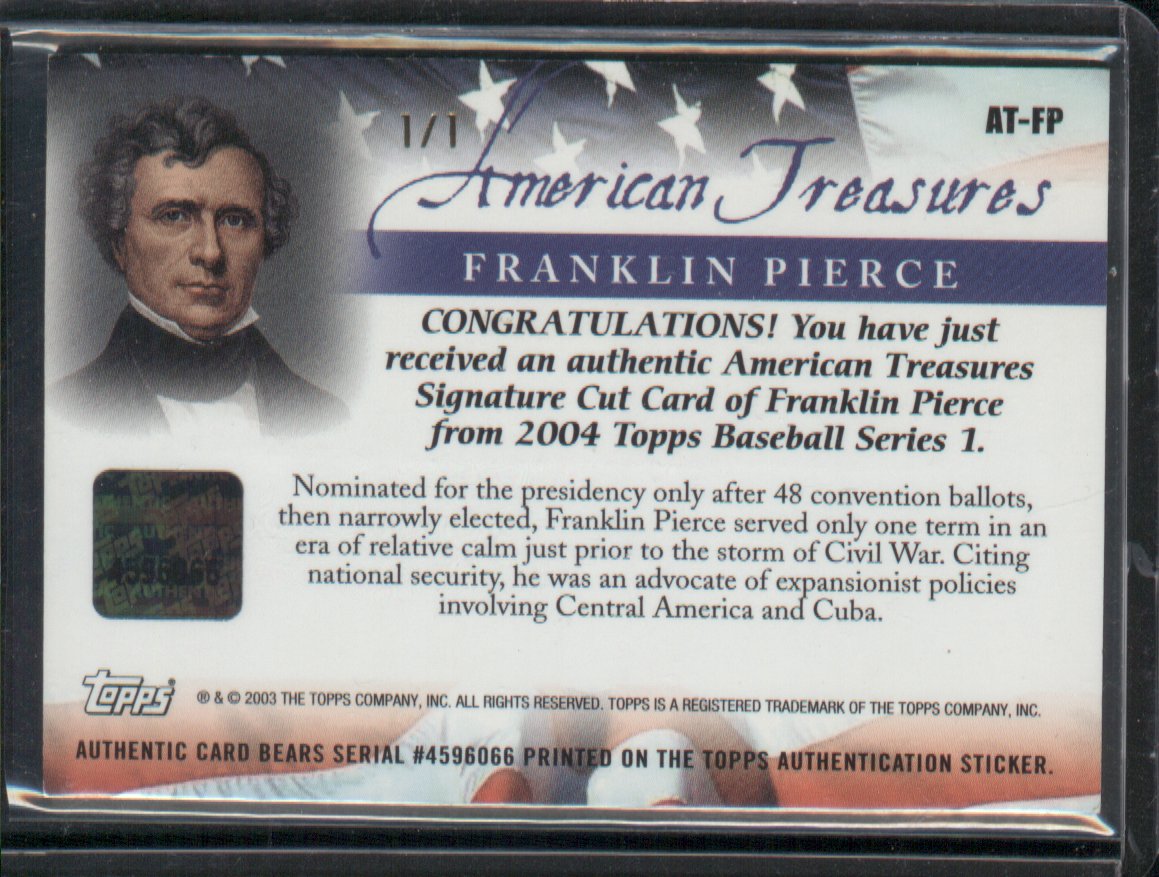 1/1
AT-FP
American Treasures
FRANKLIN PIERCE
CONGRATULATIONS! You have just
received an authentic American Treasures
Signature Cut Card of Franklin Pierce
from 2004 Topps Baseball Series 1.
Nominated for the presidency only after 48 convention ballots,
then narrowly elected, Franklin Pierce served only one term in an
era of relative calm just prior to the storm of Civil War. Citing
national security, he was an advocate of expansionist policies
involving Central America and Cuba.
4596066
Topps® ® & © 2003 THE TOPPS COMPANY, INC. ALL RIGHTS RESERVED. TOPPS IS A REGISTERED TRADEMARK OF THE TOPPS COMPANY, INC.
AUTHENTIC CARD BEARS SERIAL #4596066 PRINTED ON THE TOPPS AUTHENTICATION STICKER.